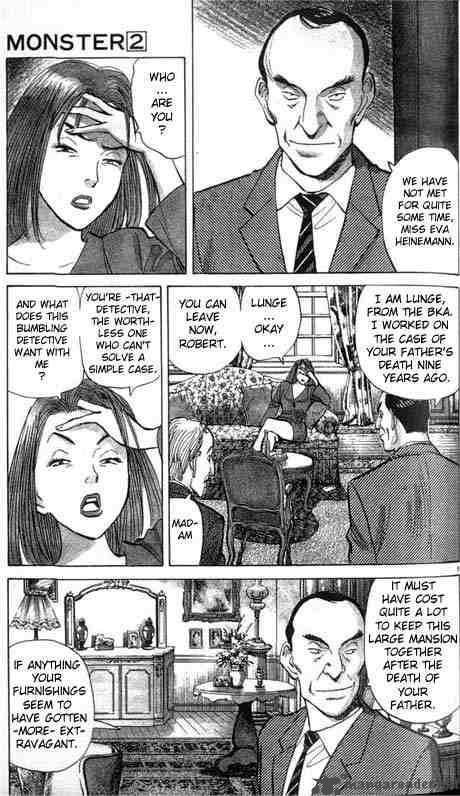 MONSTER 2
WE HAVE
NOT MET
FOR QUITE
SOME TIME,
MISS EVA
HEINEMANN.
WHO
...
ARE
YOU?
I AM LUNGE,
FROM THE BKA.
I WORKED ON
THE CASE OF
YOUR FATHER'S
DEATH NINE
YEARS AGO.
LUNGE
...
OKAY
...
YOU CAN
LEAVE
NOW,
ROBERT.
MAD-
AM
YOU'RE -THAT-
DETECTIVE,
THE WORTH-
LESS ONE
WHO CAN'T
SOLVE A
SIMPLE CASE.
AND WHAT
DOES THIS
BUMBLING
DETECTIVE
WANT WITH
ME
?
IT MUST
HAVE COST
QUITE A LOT
TO KEEP THIS
LARGE MANSION
TOGETHER
AFTER THE
DEATH OF
YOUR
FATHER.
IF ANYTHING
YOUR
FURNISHINGS
SEEM TO
HAVE GOTTEN
-MORE- EXT-
RAVAGANT.